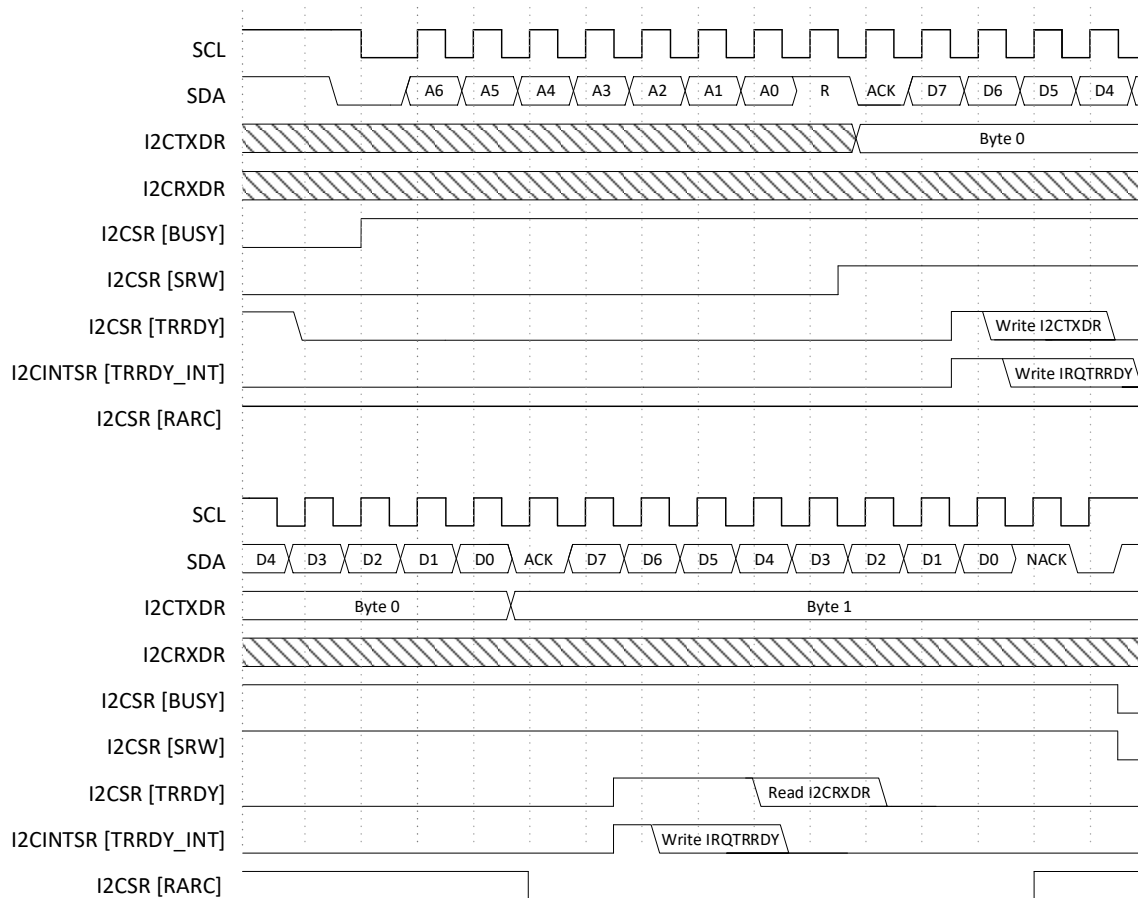 SCL
SDA A6 A5 A4 A3 A2 A1 A0 R ACK D7 D6 D5 D4
I2CTXDR Byte 0
I2CRXDR
I2CSR [BUSY]
I2CSR [SRW]
I2CSR [TRRDY] Write I2CTXDR
I2CINTSR [TRRDY_INT] Write IRQTRRDY
I2CSR [RARC]
SCL
SDA D4 D3 D2 D1 D0 ACK D7 D6 D5 D4 D3 D2 D1 D0 NACK
I2CTXDR Byte 0 Byte 1
I2CRXDR
I2CSR [BUSY]
I2CSR [SRW]
I2CSR [TRRDY] Read I2CRXDR
I2CINTSR [TRRDY_INT] Write IRQTRRDY
I2CSR [RARC]